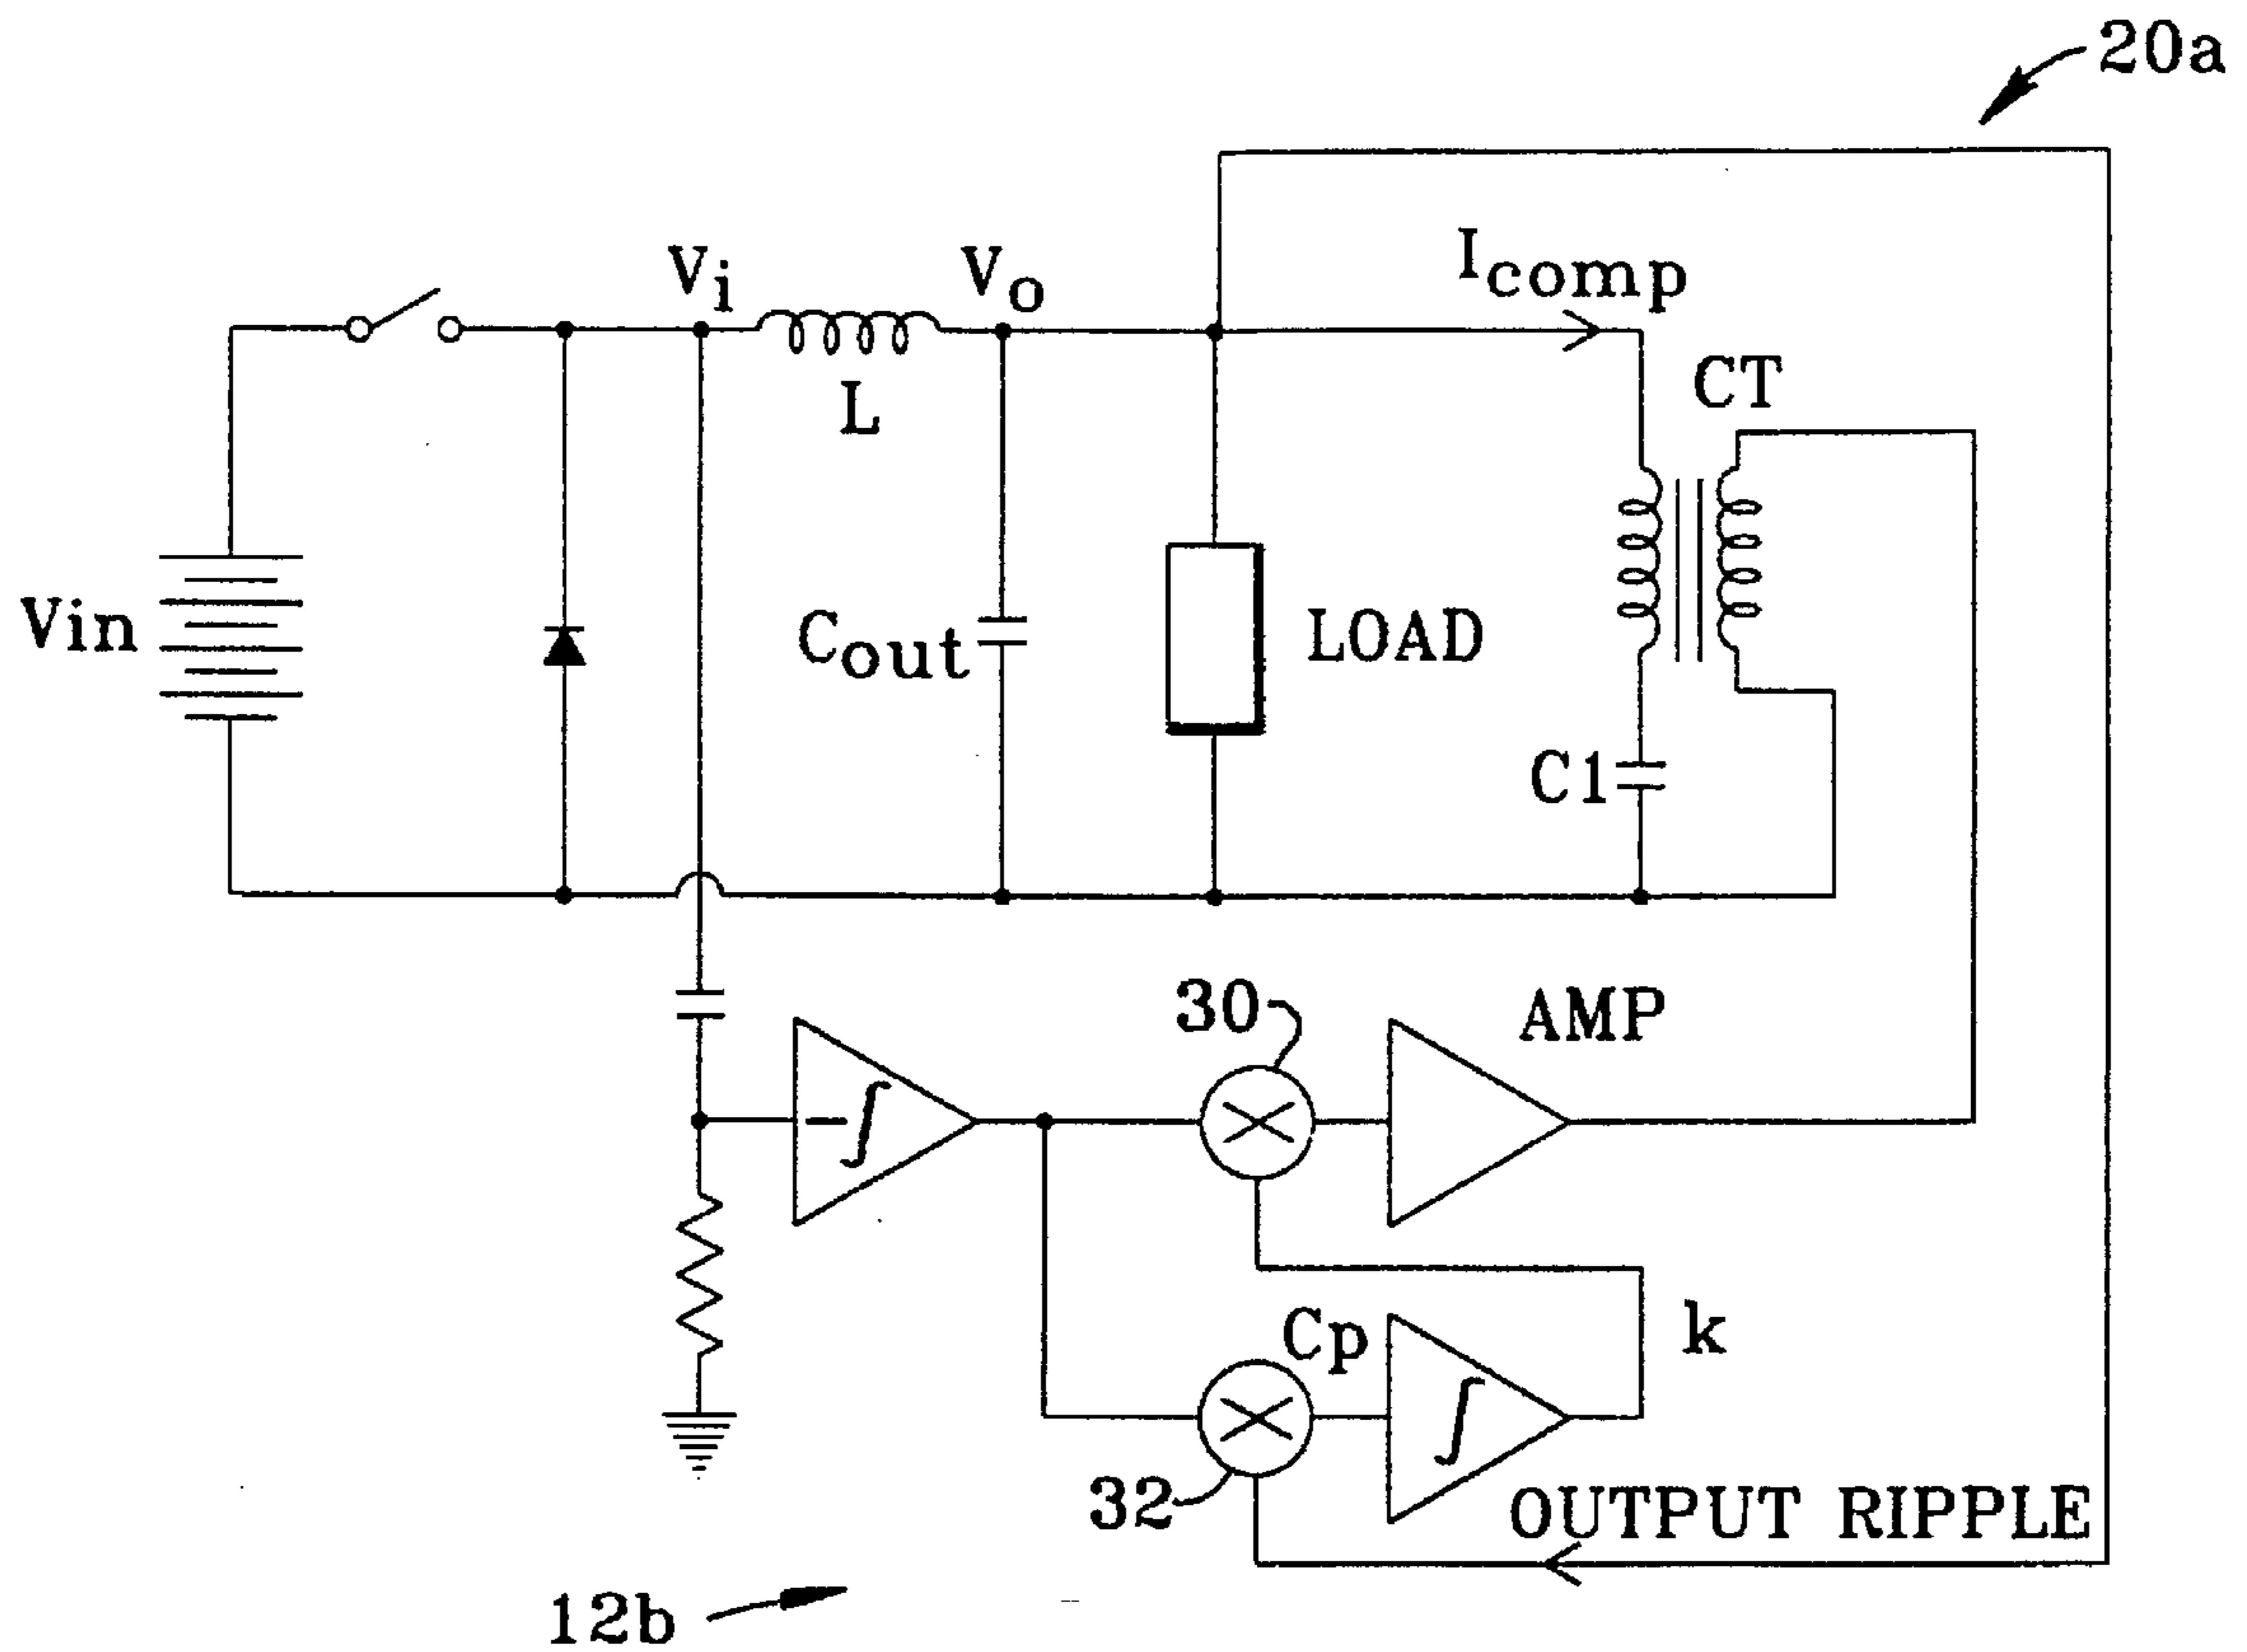 20a
Vi
Vo
Icomp
CT
L
Vin
Cout
LOAD
C1
30
AMP
−∫
Cp
∫
k
32
OUTPUT RIPPLE
12b